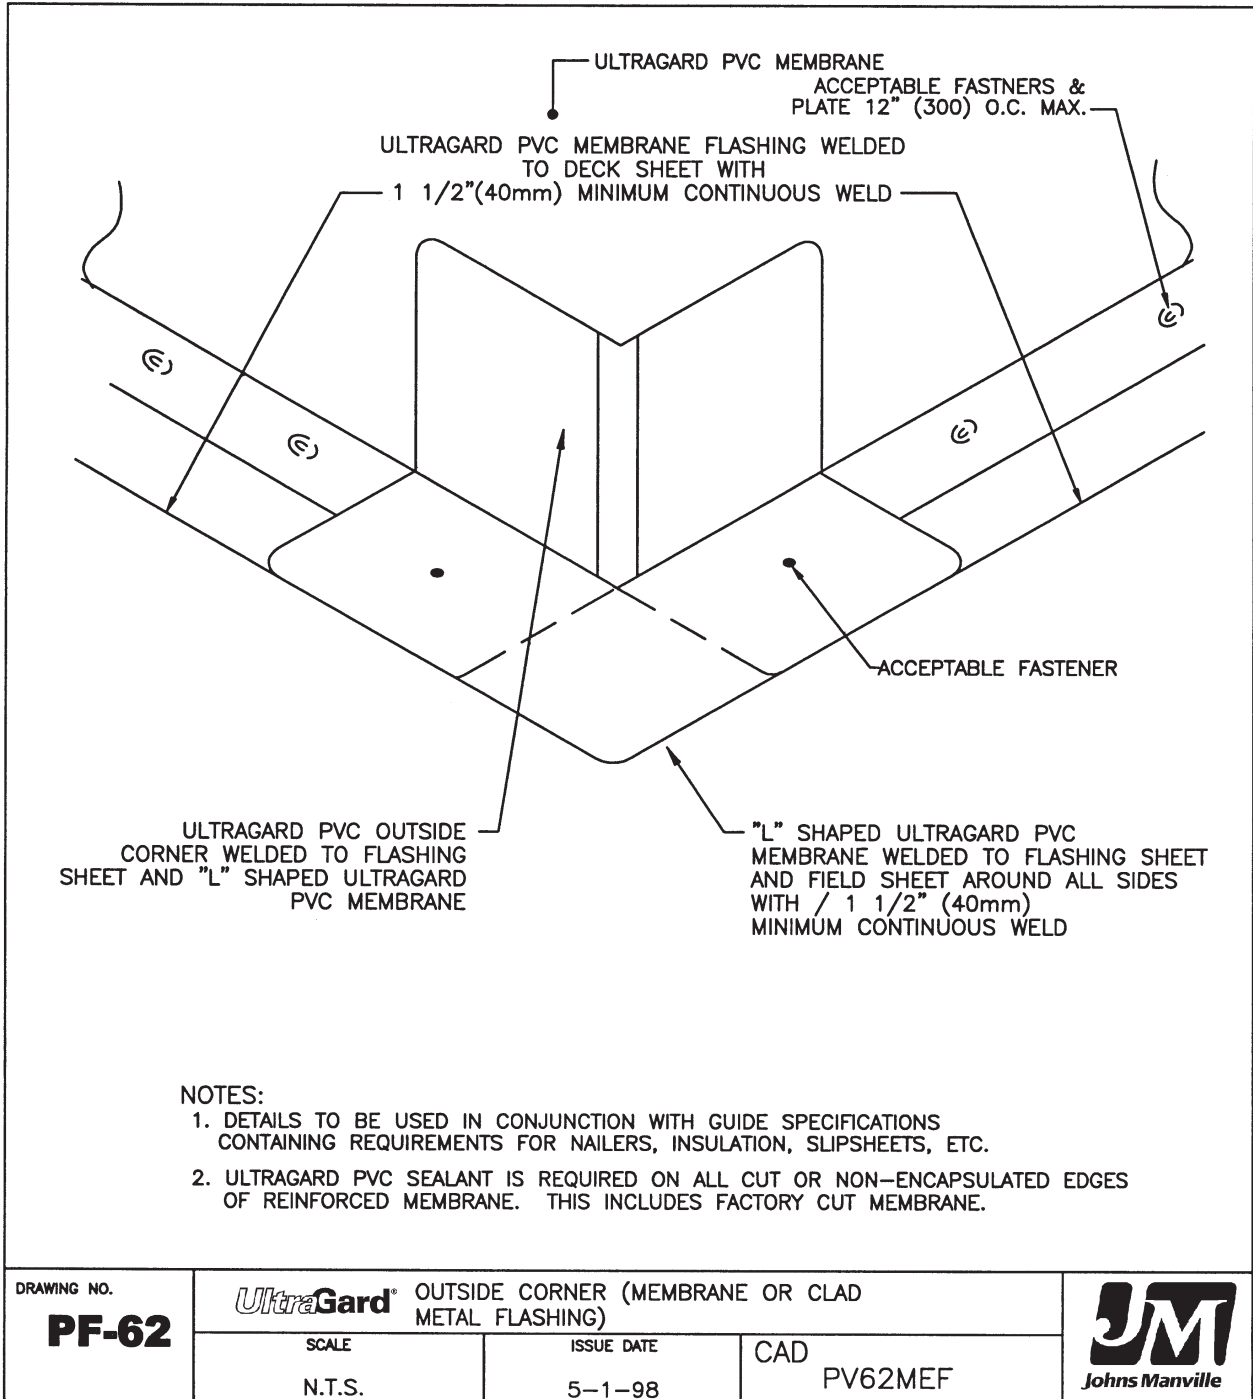 ULTRAGARD PVC MEMBRANE
ACCEPTABLE FASTNERS &
PLATE 12" (300) O.C. MAX.
ULTRAGARD PVC MEMBRANE FLASHING WELDED
TO DECK SHEET WITH
1 1/2"(40mm) MINIMUM CONTINUOUS WELD
ACCEPTABLE FASTENER
ULTRAGARD PVC OUTSIDE
CORNER WELDED TO FLASHING
SHEET AND "L" SHAPED ULTRAGARD
PVC MEMBRANE
"L" SHAPED ULTRAGARD PVC
MEMBRANE WELDED TO FLASHING SHEET
AND FIELD SHEET AROUND ALL SIDES
WITH / 1 1/2" (40mm)
MINIMUM CONTINUOUS WELD
NOTES:
1. DETAILS TO BE USED IN CONJUNCTION WITH GUIDE SPECIFICATIONS
CONTAINING REQUIREMENTS FOR NAILERS, INSULATION, SLIPSHEETS, ETC.
2. ULTRAGARD PVC SEALANT IS REQUIRED ON ALL CUT OR NON-ENCAPSULATED EDGES
OF REINFORCED MEMBRANE. THIS INCLUDES FACTORY CUT MEMBRANE.
DRAWING NO.
PF-62
UltraGard® OUTSIDE CORNER (MEMBRANE OR CLAD
METAL FLASHING)
SCALE
N.T.S.
ISSUE DATE
5-1-98
CAD
PV62MEF
JM
Johns Manville